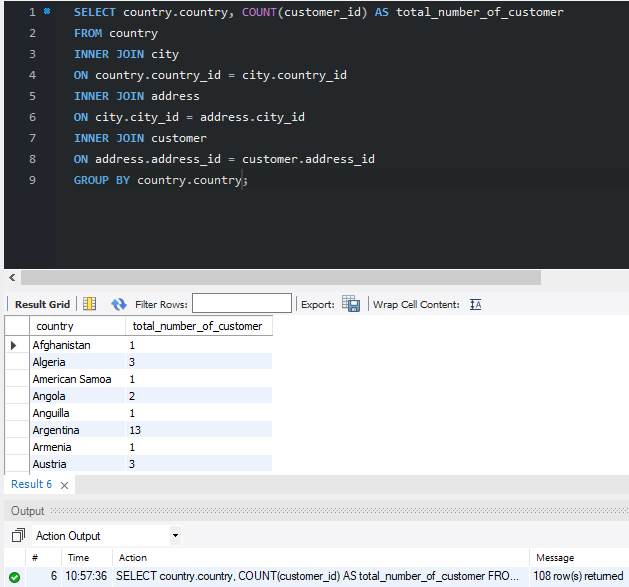 1 SELECT country.country, COUNT(customer_id) AS total_number_of_customer
2 FROM country
3 INNER JOIN city
4 ON country.country_id = city.country_id
5 INNER JOIN address
6 ON city.city_id = address.city_id
7 INNER JOIN customer
8 ON address.address_id = customer.address_id
9 GROUP BY country.country;
Result Grid Filter Rows: Export: Wrap Cell Content: IA
country total_number_of_customer
Afghanistan 1
Algeria 3
American Samoa 1
Angola 2
Anguilla 1
Argentina 13
Armenia 1
Austria 3
Result 6
Output
Action Output
# Time Action Message
6 10:57:36 SELECT country.country, COUNT(customer_id) AS total_number_of_customer FRO... 108 row(s) returned